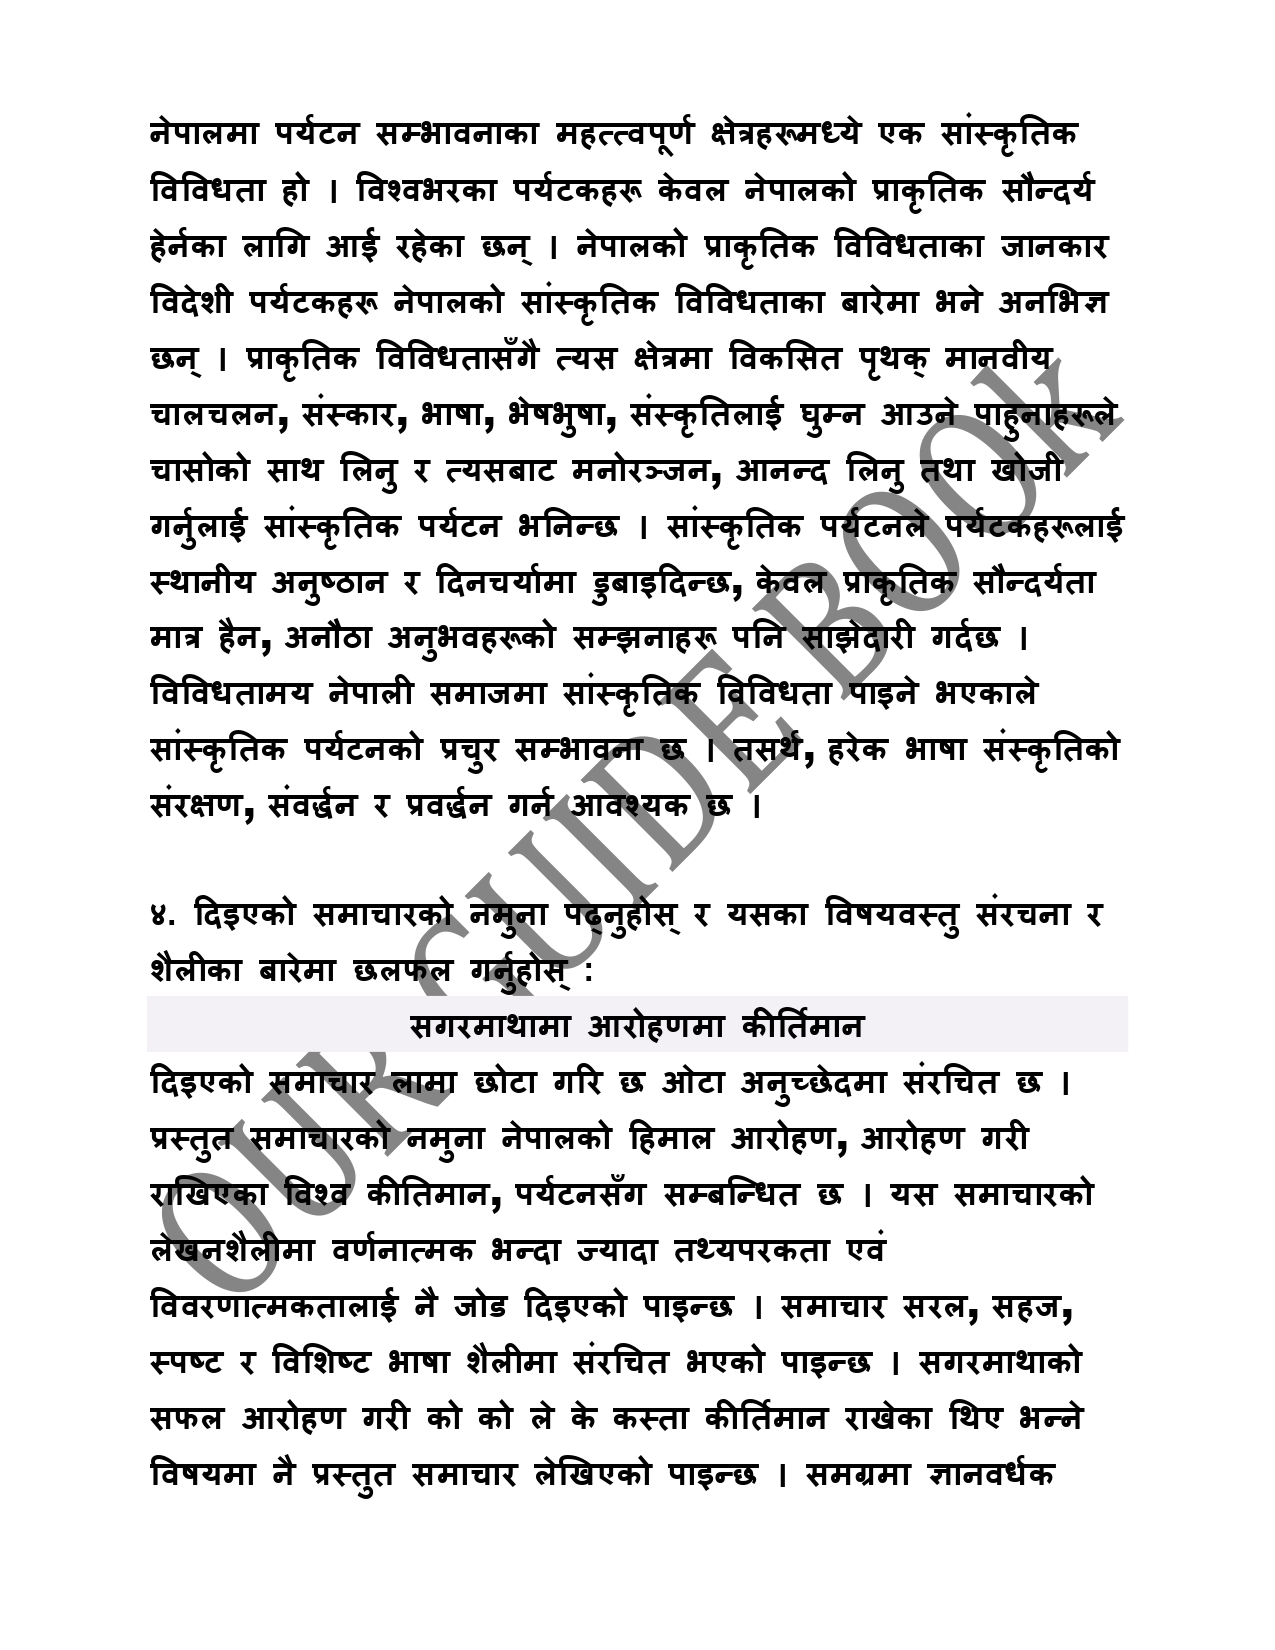 नेपालमा पर्यटन सम्भावनाका महत्त्वपूर्ण क्षेत्रहरूमध्ये एक सांस्कृतिक
विविधता हो । विश्वभरका पर्यटकहरू केवल नेपालको प्राकृतिक सौन्दर्य
हेर्नका लागि आई रहेका छन् । नेपालको प्राकृतिक विविधताका जानकार
विदेशी पर्यटकहरू नेपालको सांस्कृतिक विविधताका बारेमा भने अनभिज्ञ
छन् । प्राकृतिक विविधतासँगै त्यस क्षेत्रमा विकसित पृथक् मानवीय
चालचलन, संस्कार, भाषा, भेषभुषा, संस्कृतिलाई घुम्न आउने पाहुनाहरूले
चासोको साथ लिनु र त्यसबाट मनोरञ्जन, आनन्द लिनु तथा खोजी
गर्नुलाई सांस्कृतिक पर्यटन भनिन्छ । सांस्कृतिक पर्यटनले पर्यटकहरूलाई
स्थानीय अनुष्ठान र दिनचर्यामा डुबाइदिन्छ, केवल प्राकृतिक सौन्दर्यता
मात्र हैन, अनौठा अनुभवहरूको सम्झनाहरू पनि साझेदारी गर्दछ ।
विविधतामय नेपाली समाजमा सांस्कृतिक विविधता पाइने भएकाले
सांस्कृतिक पर्यटनको प्रचुर सम्भावना छ । तसर्थ, हरेक भाषा संस्कृतिको
संरक्षण, संवर्द्धन र प्रवर्द्धन गर्न आवश्यक छ ।
४. दिइएको समाचारको नमुना पढ्नुहोस् र यसका विषयवस्तु संरचना र
शैलीका बारेमा छलफल गर्नुहोस् :
सगरमाथामा आरोहणमा कीर्तिमान
दिइएको समाचार लामा छोटा गरि छ ओटा अनुच्छेदमा संरचित छ ।
प्रस्तुत समाचारको नमुना नेपालको हिमाल आरोहण, आरोहण गरी
राखिएका विश्व कीतिमान, पर्यटनसँग सम्बन्धित छ । यस समाचारको
लेखनशैलीमा वर्णनात्मक भन्दा ज्यादा तथ्यपरकता एवं
विवरणात्मकतालाई नै जोड दिइएको पाइन्छ । समाचार सरल, सहज,
स्पष्ट र विशिष्ट भाषा शैलीमा संरचित भएको पाइन्छ । सगरमाथाको
सफल आरोहण गरी को को ले के कस्ता कीर्तिमान राखेका थिए भन्ने
विषयमा नै प्रस्तुत समाचार लेखिएको पाइन्छ । समग्रमा ज्ञानवर्धक
OUR GUIDE BOOk